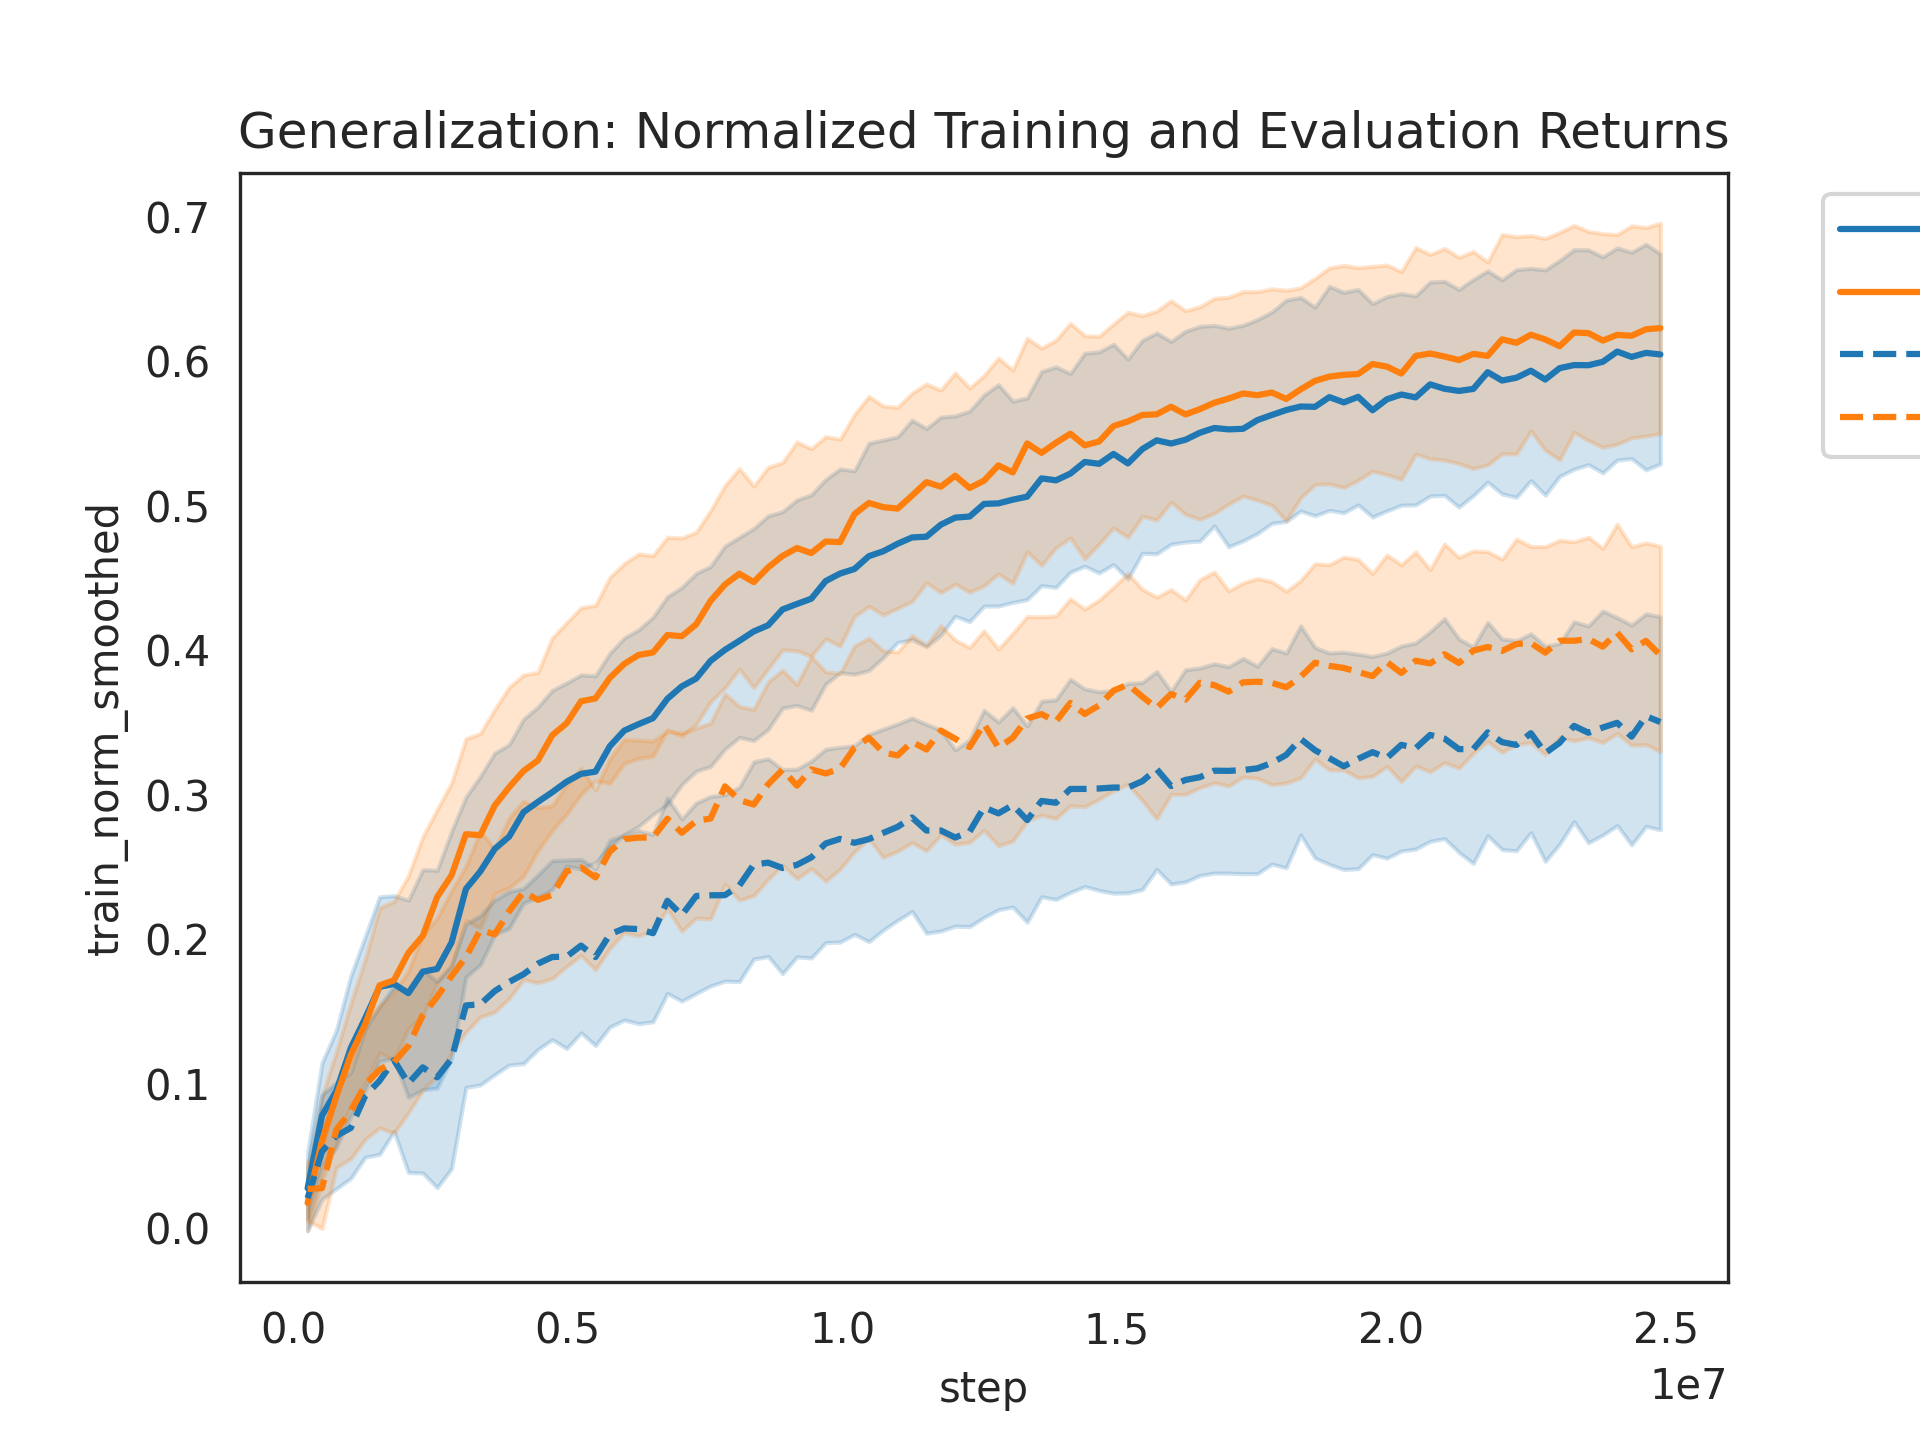 Generalization: Normalized Training and Evaluation Returns
0.7
0.6
0.5
0.4
0.3
0.2
0.1
0.0
train_norm_smoothed
0.0 0.5 1.0 1.5 2.0 2.5
1e7
step